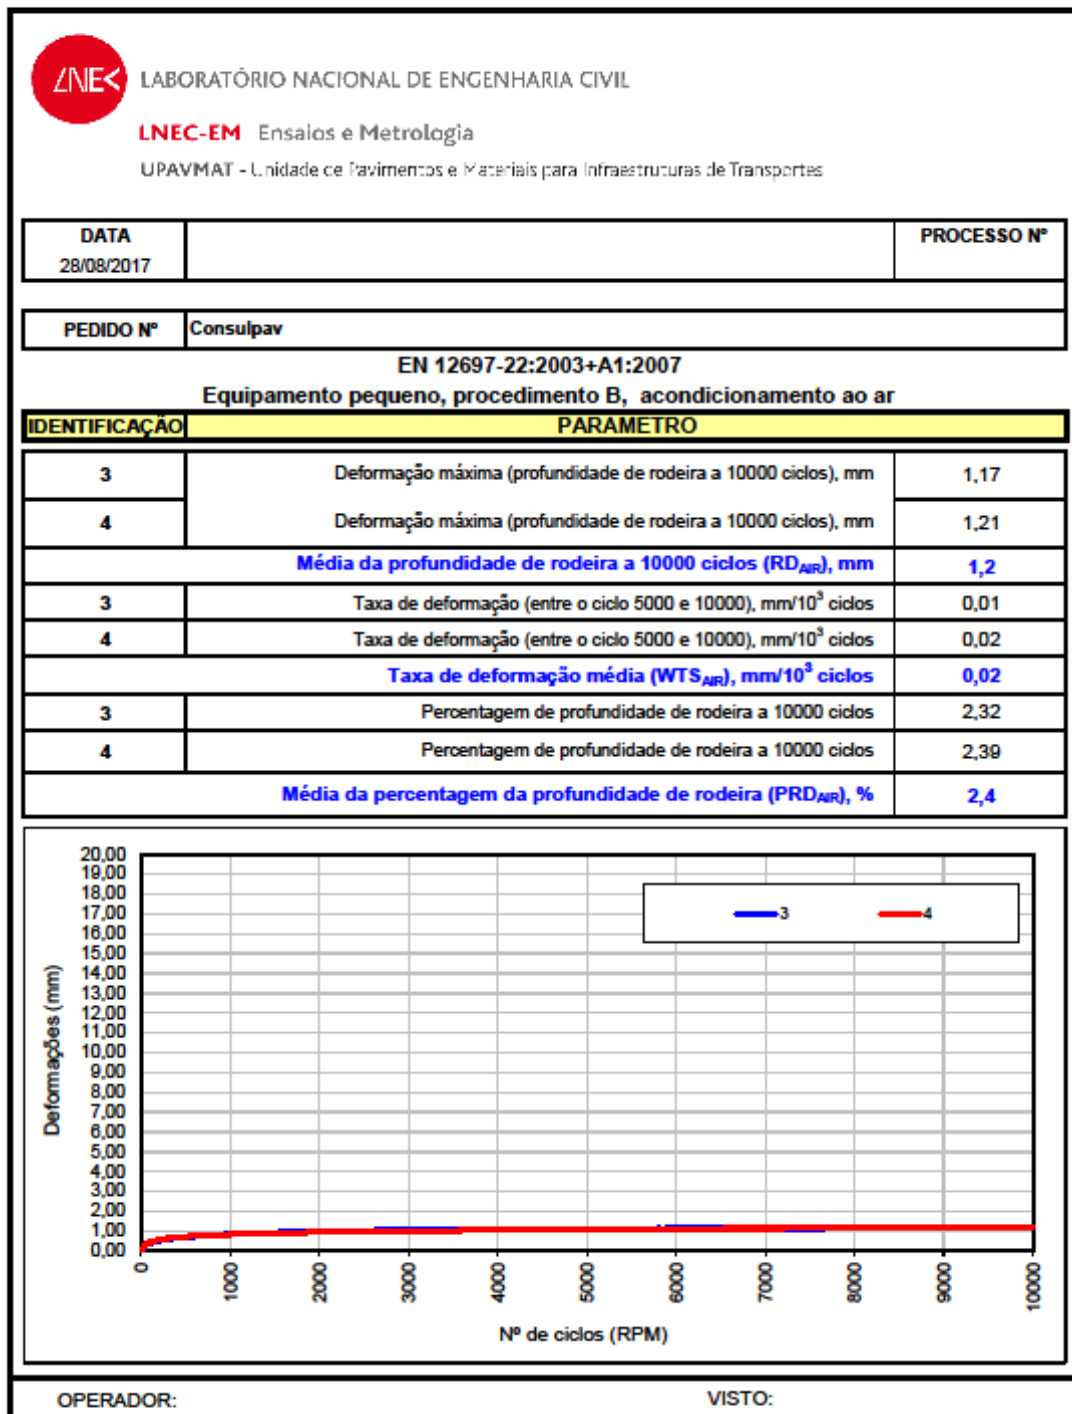 LNEC LABORATÓRIO NACIONAL DE ENGENHARIA CIVIL
LNEC-EM Ensaios e Metrologia
UPAVMAT - Unidade de Pavimentos e Materiais para Infraestruturas de Transportes
DATA PROCESSO Nº
28/08/2017
PEDIDO Nº Consulpav
EN 12697-22:2003+A1:2007
Equipamento pequeno, procedimento B, acondicionamento ao ar
IDENTIFICAÇÃO PARAMETRO
3 Deformação máxima (profundidade de rodeira a 10000 ciclos), mm 1,17
4 Deformação máxima (profundidade de rodeira a 10000 ciclos), mm 1,21
Média da profundidade de rodeira a 10000 ciclos (RDAIR), mm 1,2
3 Taxa de deformação (entre o ciclo 5000 e 10000), mm/10³ ciclos 0,01
4 Taxa de deformação (entre o ciclo 5000 e 10000), mm/10³ ciclos 0,02
Taxa de deformação média (WTSAIR), mm/10³ ciclos 0,02
3 Percentagem de profundidade de rodeira a 10000 ciclos 2,32
4 Percentagem de profundidade de rodeira a 10000 ciclos 2,39
Média da percentagem da profundidade de rodeira (PRDAIR), % 2,4
20,00
19,00
18,00
17,00
16,00
15,00
14,00
13,00
12,00
11,00
10,00
9,00
8,00
7,00
6,00
5,00
4,00
3,00
2,00
1,00
0,00
Deformações (mm)
3 4
0 1000 2000 3000 4000 5000 6000 7000 8000 9000 10000
Nº de ciclos (RPM)
OPERADOR: VISTO: